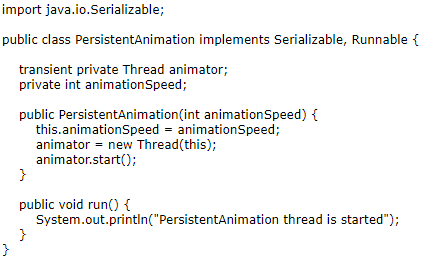 import java.io.Serializable;
public class PersistentAnimation implements Serializable, Runnable {
transient private Thread animator;
private int animationSpeed;
public PersistentAnimation(int animationSpeed) {
this.animationSpeed = animationSpeed;
animator = new Thread(this);
animator.start();
}
public void run() {
System.out.println("PersistentAnimation thread is started");
}
}